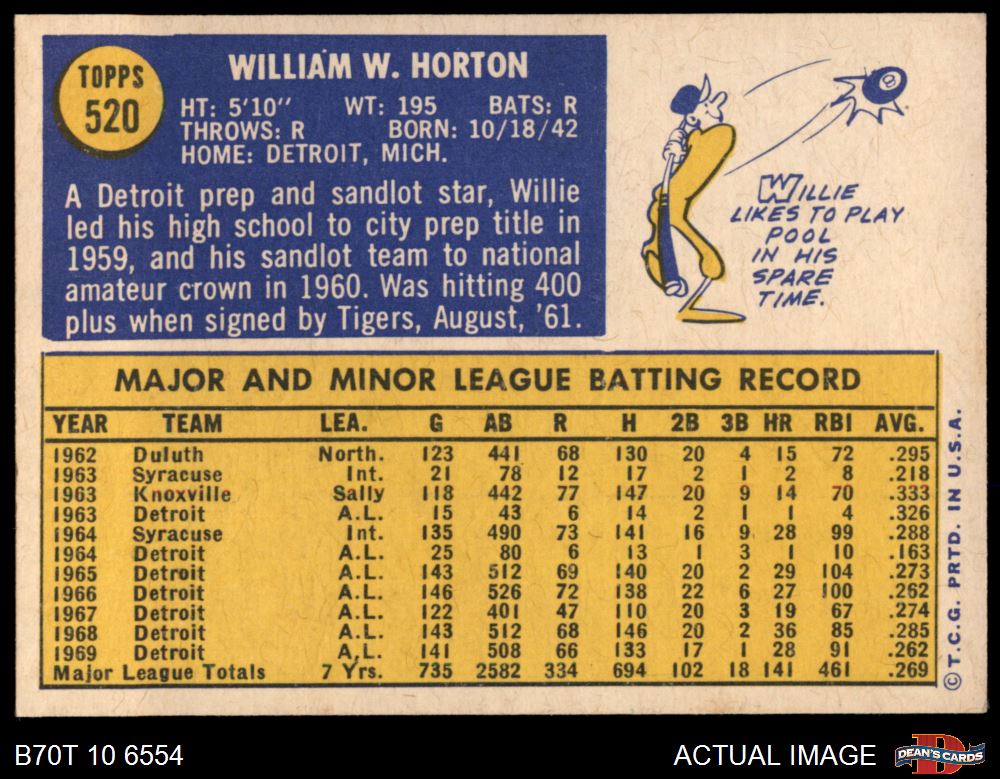 TOPPS
520
WILLIAM W. HORTON
HT: 5'10" WT: 195 BATS: R
THROWS: R BORN: 10/18/42
HOME: DETROIT, MICH.
A Detroit prep and sandlot star, Willie
led his high school to city prep title in
1959, and his sandlot team to national
amateur crown in 1960. Was hitting 400
plus when signed by Tigers, August, '61.
8
WILLIE
LIKES TO PLAY
POOL
IN HIS
SPARE
TIME.
MAJOR AND MINOR LEAGUE BATTING RECORD
YEAR TEAM LEA. G AB R H 2B 3B HR RBI AVG.
1962 Duluth North. 123 441 68 130 20 4 15 72 .295
1963 Syracuse Int. 21 78 12 17 2 1 2 8 .218
1963 Knoxville Sally 118 442 77 147 20 9 14 70 .333
1963 Detroit A.L. 15 43 6 14 2 1 1 4 .326
1964 Syracuse Int. 135 490 73 141 16 9 28 99 .288
1964 Detroit A.L. 25 80 6 13 1 3 1 10 .163
1965 Detroit A.L. 143 512 69 140 20 2 29 104 .273
1966 Detroit A.L. 146 526 72 138 22 6 27 100 .262
1967 Detroit A.L. 122 401 47 110 20 3 19 67 .274
1968 Detroit A.L. 143 512 68 146 20 2 36 85 .285
1969 Detroit A.L. 141 508 66 133 17 1 28 91 .262
Major League Totals 7 Yrs. 735 2582 334 694 102 18 141 461 .269
© T.C.G. PRTD. IN U.S.A.
B70T 10 6554
ACTUAL IMAGE
DEAN'S CARDS